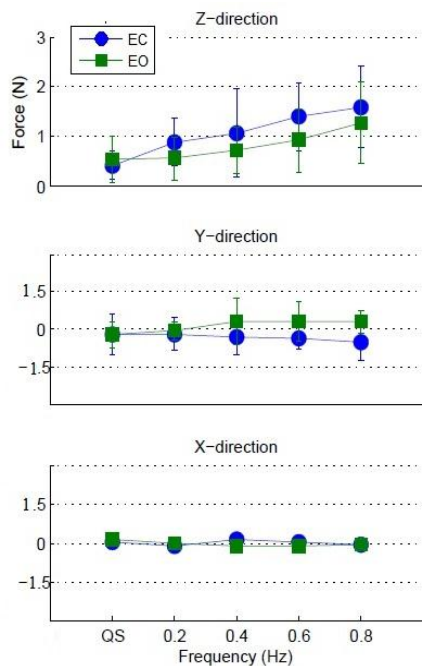 Z-direction
3
EC
EO
2
Force (N)
1
0
Y-direction
1.5
0
−1.5
X-direction
1.5
0
−1.5
QS 0.2 0.4 0.6 0.8
Frequency (Hz)